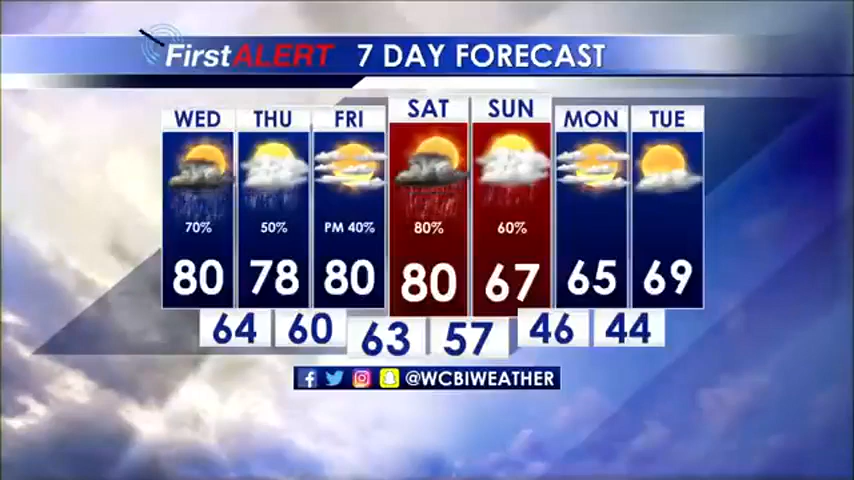 FirstALERT 7 DAY FORECAST
WED THU FRI SAT SUN MON TUE
70% 50% PM 40% 80% 60%
80 78 80 80 67 65 69
64 60 63 57 46 44
@WCBIWEATHER